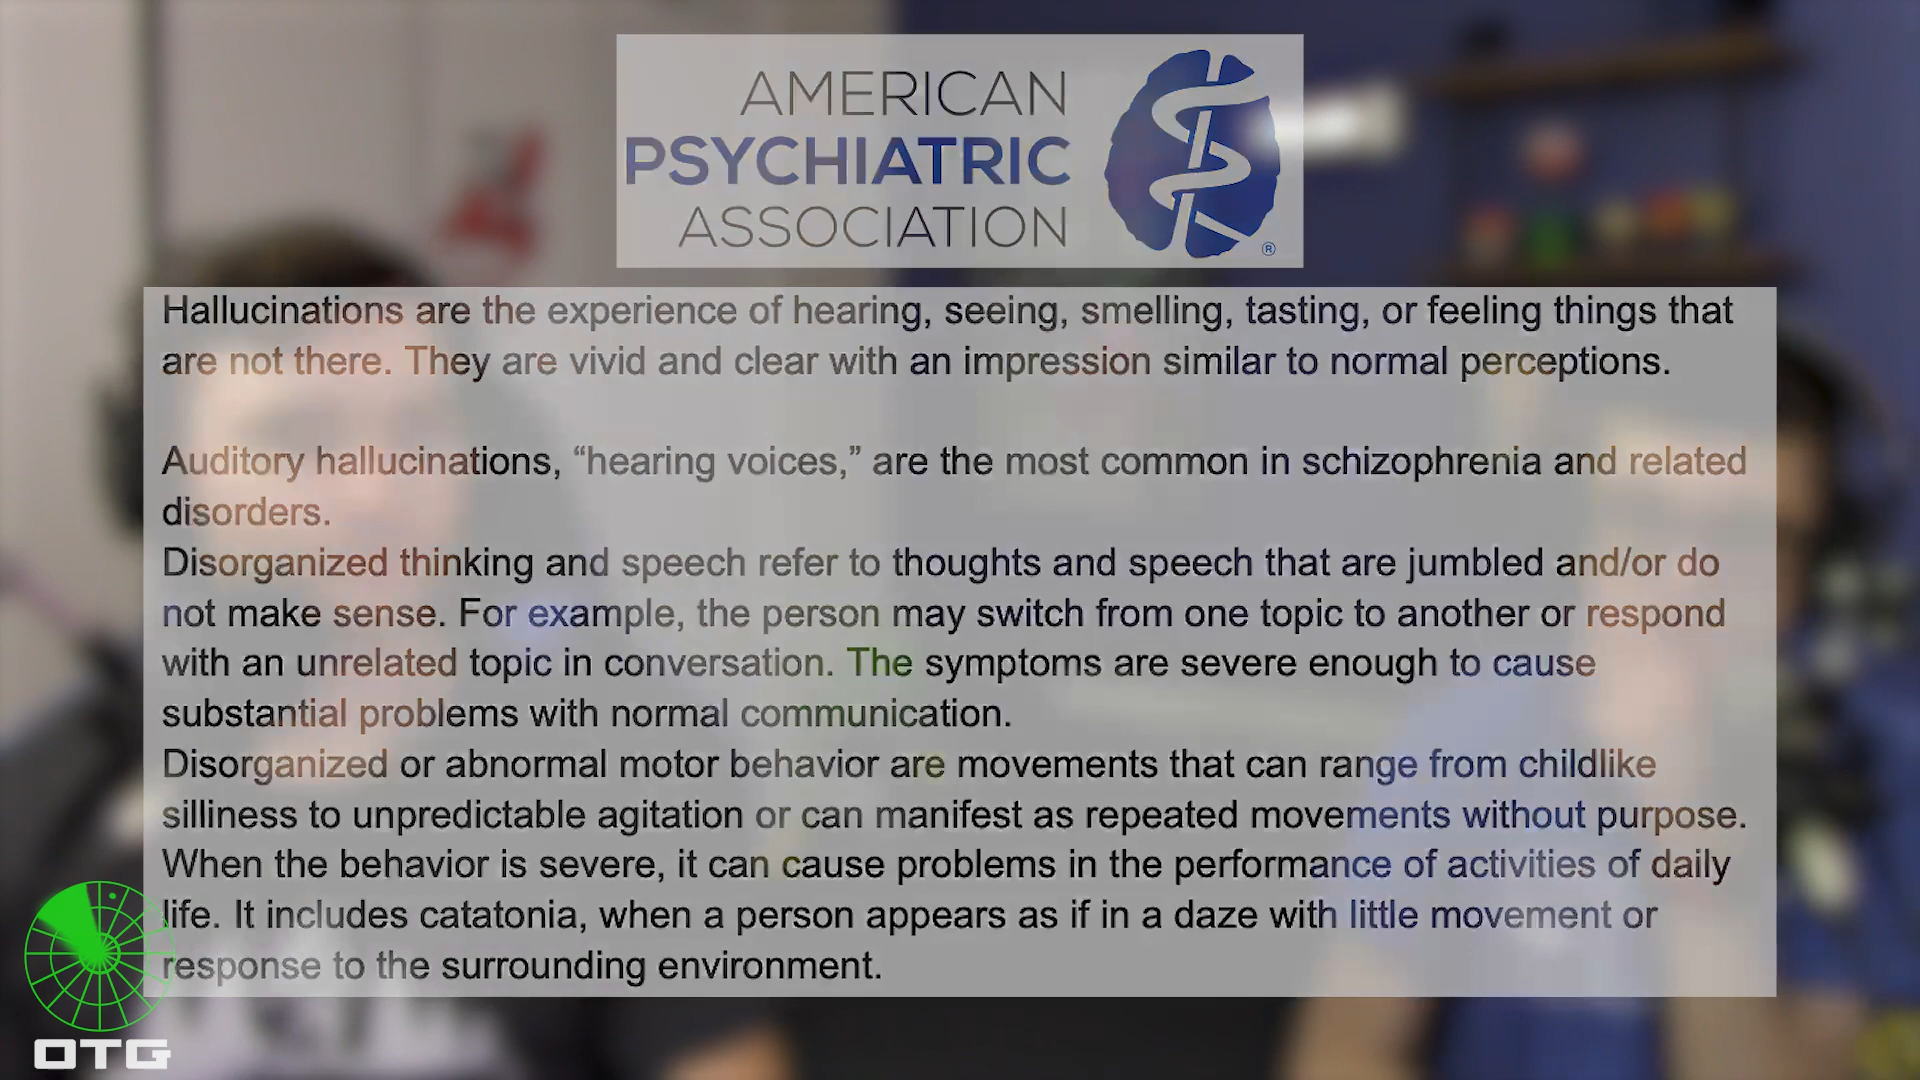 AMERICAN
PSYCHIATRIC
ASSOCIATION
®
Hallucinations are the experience of hearing, seeing, smelling, tasting, or feeling things that
are not there. They are vivid and clear with an impression similar to normal perceptions.
Auditory hallucinations, “hearing voices,” are the most common in schizophrenia and related
disorders.
Disorganized thinking and speech refer to thoughts and speech that are jumbled and/or do
not make sense. For example, the person may switch from one topic to another or respond
with an unrelated topic in conversation. The symptoms are severe enough to cause
substantial problems with normal communication.
Disorganized or abnormal motor behavior are movements that can range from childlike
silliness to unpredictable agitation or can manifest as repeated movements without purpose.
When the behavior is severe, it can cause problems in the performance of activities of daily
life. It includes catatonia, when a person appears as if in a daze with little movement or
response to the surrounding environment.
OTG